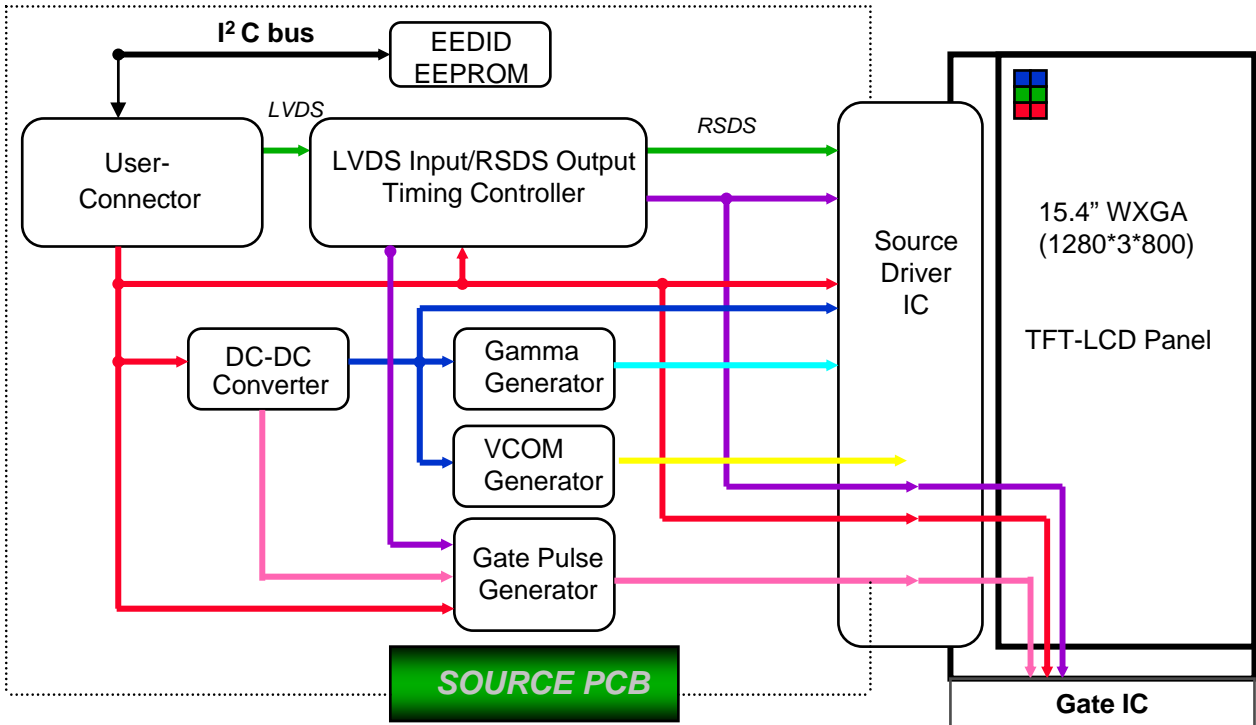 I² C bus
EEDID
EEPROM
LVDS
RSDS
User-
Connector
LVDS Input/RSDS Output
Timing Controller
Source
Driver
IC
15.4” WXGA
(1280*3*800)
TFT-LCD Panel
DC-DC
Converter
Gamma
Generator
VCOM
Generator
Gate Pulse
Generator
SOURCE PCB
Gate IC